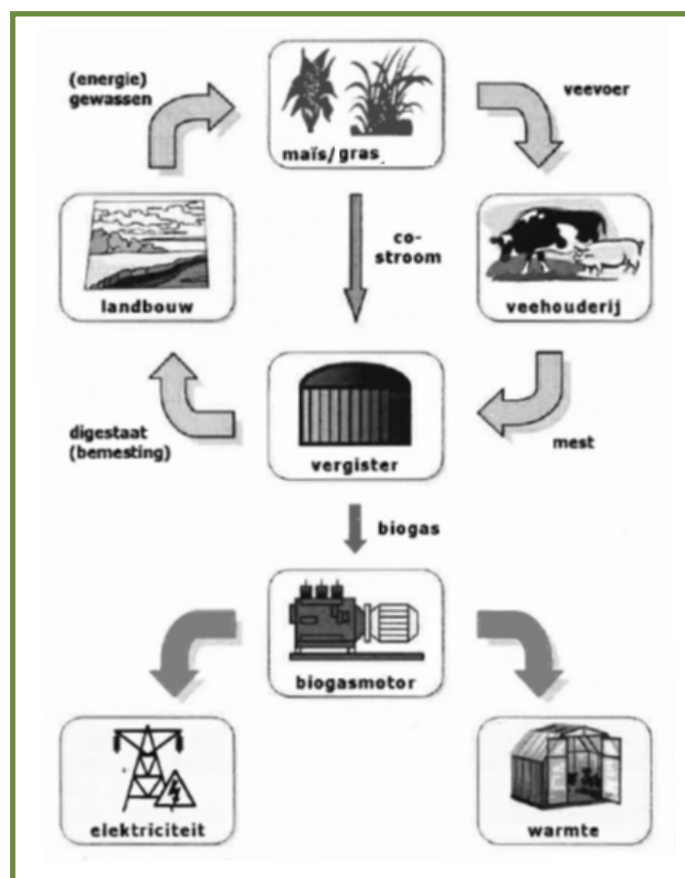 (energie)
gewassen
veevoer
maïs/gras
co-
stroom
landbouw
veehouderij
digestaat
(bemesting)
vergister
mest
biogas
biogasmotor
elektriciteit
warmte